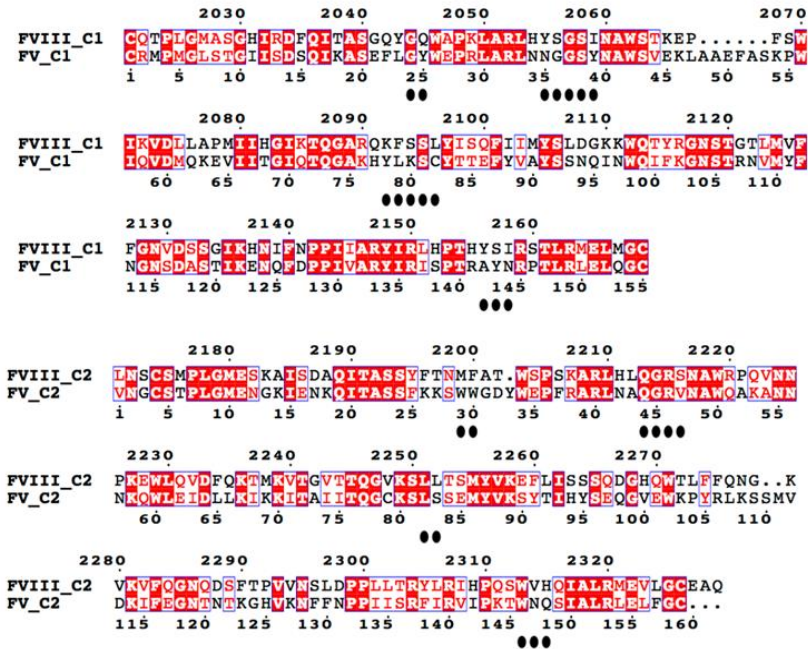 2030 2040 2050 2060 2070
FVIII_C1 CQTPLGMASGHIRDFQITASGQYGQWAPKLARLHYSGSINAWSTKEP......FSW
FV_C1 CRMPMGLSTGIISDSQIKASEFLGYWEPRLARLNNGGSYNAWSVEKLAAEFASKPW
1 5 10 15 20 25 30 35 40 45 50 55
2080 2090 2100 2110 2120
FVIII_C1 IKVDLLAPMIIHGIKTQGARQKFSSLYISQFIIMYSLDGKKWQTYRGNSTGTLMVF
FV_C1 IQVDMQKEVIITGIQTQGAKHYLKSCYTTEFYVAYSSNQINWQIFKGNSTRNVMYF
60 65 70 75 80 85 90 95 100 105 110
2130 2140 2150 2160
FVIII_C1 FGNVDSSGIKHNIFNPPIIARYIRLHPTHYSIRSTLRMELMGC
FV_C1 NGNSDASTIKENQFDPPIVARYIRISPTRAYNRPTLRLELQGC
115 120 125 130 135 140 145 150 155
2180 2190 2200 2210 2220
FVIII_C2 LNSCSMPLGMESKAISDAQITASSYFTNMFAT.WSPSKARLHLQGRSNAWRPQVNN
FV_C2 VNGCSTPLGMENGKIENKQITASSFKKSWWGDYWEPFRARLNAQGRVNAWQAKANN
1 5 10 15 20 25 30 35 40 45 50 55
2230 2240 2250 2260 2270
FVIII_C2 PKEWLQVDFQKTMKVTGVTTQGVKSLLTSMYVKEFLISSSQDGHQWTLFFQNG..K
FV_C2 NKQWLEIDLLKIKKITAIITQGCKSLSSEMYVKSYTIHYSEQGVEWKPYRLKSSMV
60 65 70 75 80 85 90 95 100 105 110
2280 2290 2300 2310 2320
FVIII_C2 VKVFQGNQDSFTPVVNSLDPPLLTRYLRIHPQSWVHQIALRMEVLGCEAQ
FV_C2 DKIFEGNTNTKGHVKNFFNPPIISRFIRVIPKTWNQSIALRLELFGC...
115 120 125 130 135 140 145 150 155 160